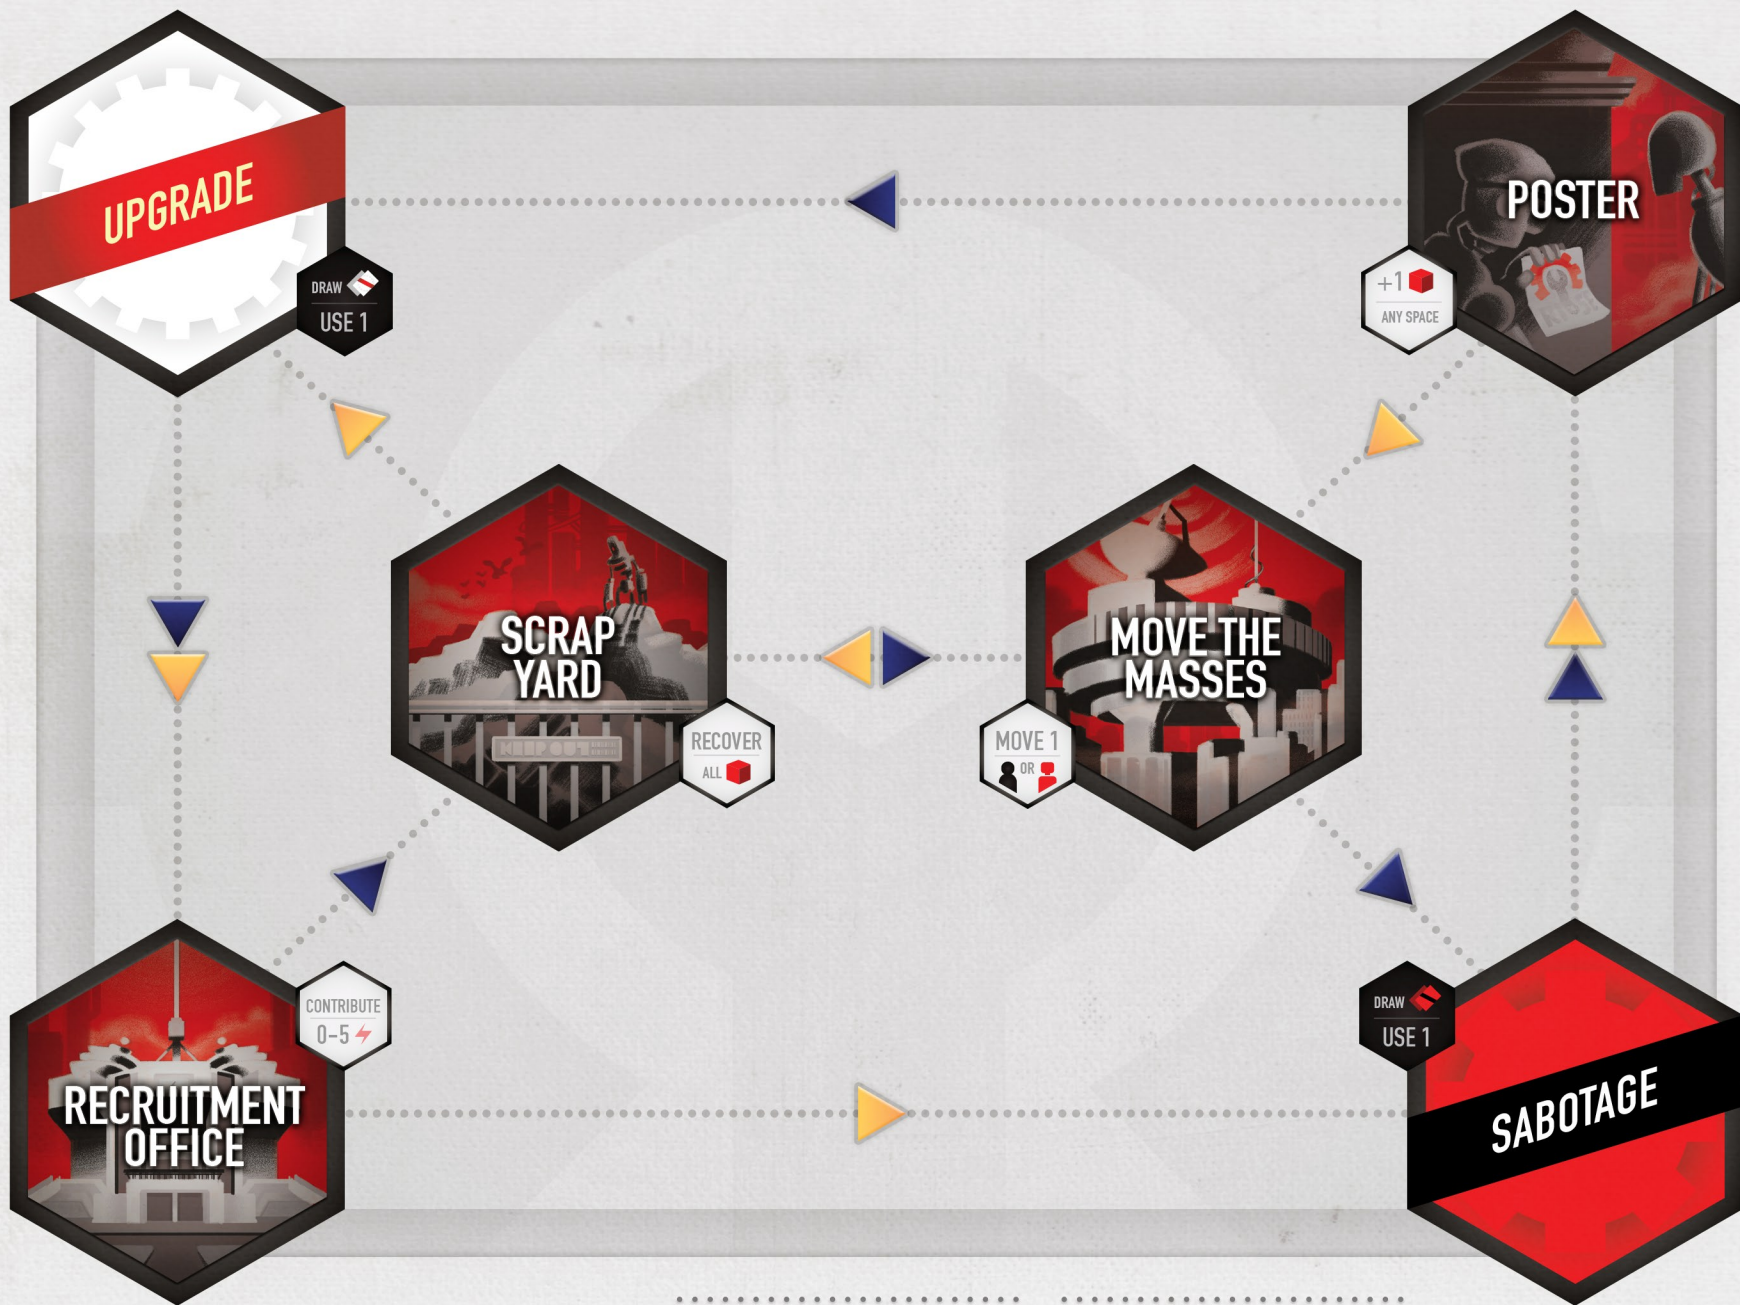 UPGRADE
DRAW
USE 1
POSTER
+1
ANY SPACE
SCRAP
YARD
RECOVER
ALL
MOVE THE
MASSES
MOVE 1
OR
RECRUITMENT
OFFICE
CONTRIBUTE
0-5
DRAW
USE 1
SABOTAGE